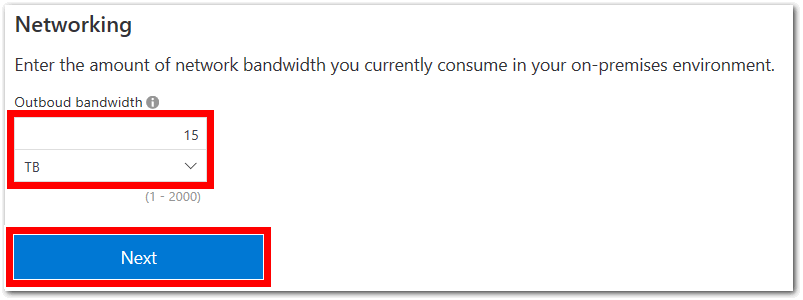 Networking
Enter the amount of network bandwidth you currently consume in your on-premises environment.
Outboud bandwidth
15
TB
(1 - 2000)
Next